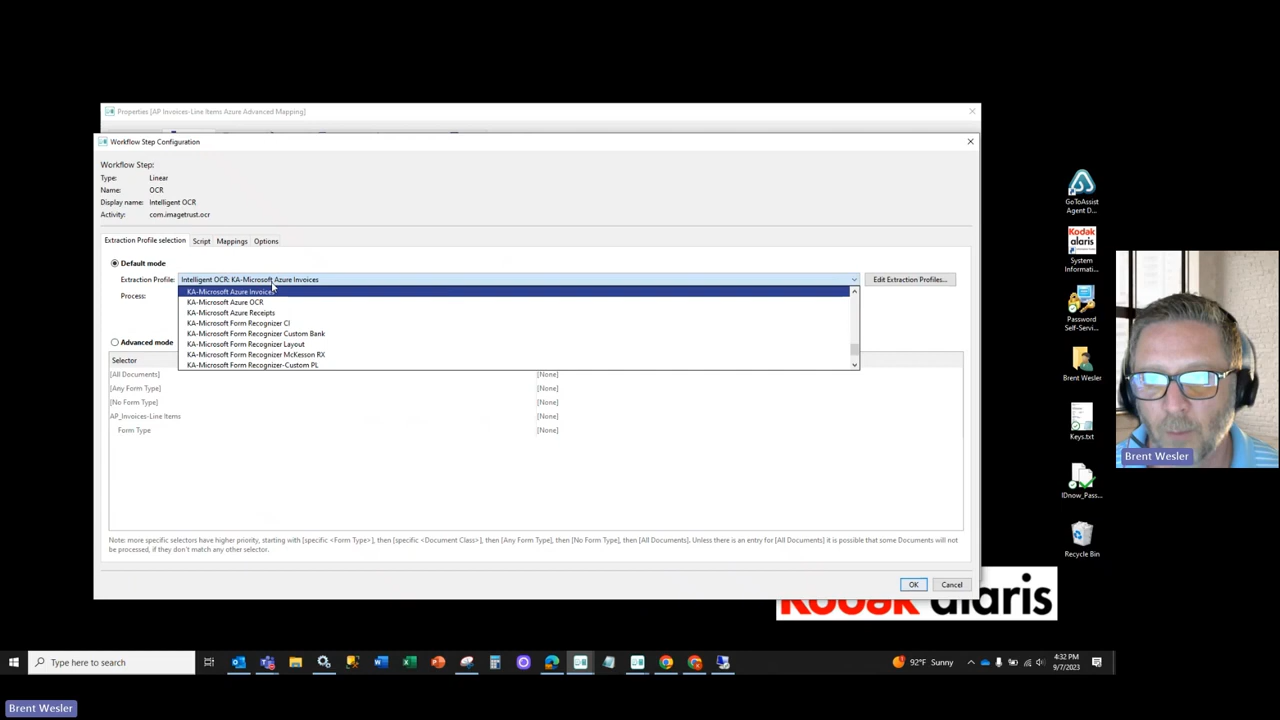 Properties [AP Invoices-Line Items Azure Advanced Mapping]
Workflow Step Configuration
Workflow Step:
Type: Linear
Name: OCR
Display name: Intelligent OCR
Activity: com.imagetrust.ocr
Extraction Profile selection Script Mappings Options
Default mode
Extraction Profile: Intelligent OCR: KA-Microsoft Azure Invoices Edit Extraction Profiles...
Process:
KA-Microsoft Azure Invoices
KA-Microsoft Azure OCR
KA-Microsoft Azure Receipts
KA-Microsoft Form Recognizer CI
KA-Microsoft Form Recognizer Custom Bank
KA-Microsoft Form Recognizer Layout
KA-Microsoft Form Recognizer McKesson RX
KA-Microsoft Form Recognizer-Custom PL
Advanced mode
Selector
[All Documents] [None]
[Any Form Type] [None]
[No Form Type] [None]
AP_Invoices-Line Items [None]
Form Type [None]
Note: more specific selectors have higher priority, starting with [specific <Form Type>], then [specific <Document Class>], then [Any Form Type], then [No Form Type], then [All Documents]. Unless there is an entry for [All Documents] it is possible that some Documents will not
be processed, if they don't match any other selector.
OK Cancel
GoToAssist
Agent D...
Kodak
alaris
System
Informati...
Password
Self-Servi...
Brent Wesler
Keys.txt
IDnow_Pass...
Recycle Bin
Kodak alaris
Brent Wesler
Type here to search
92°F Sunny
4:32 PM
9/7/2023
Brent Wesler